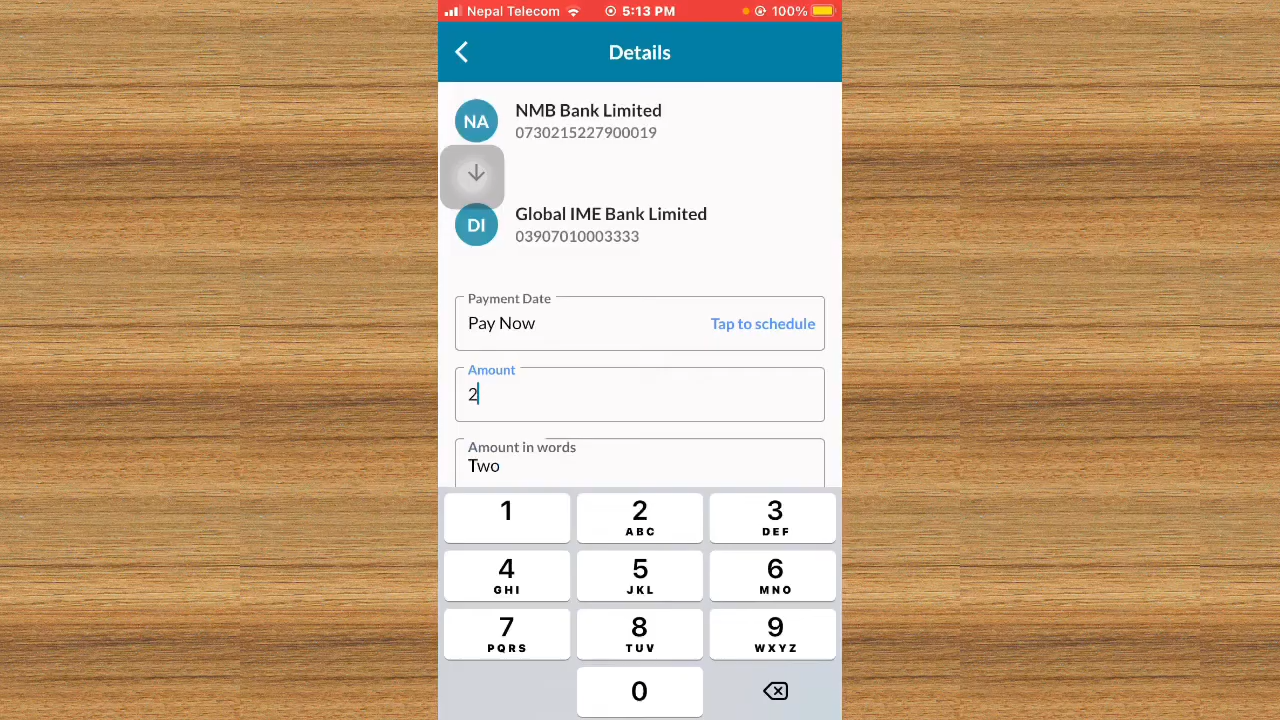 Nepal Telecom 5:13 PM 100%
Details
NA
NMB Bank Limited
0730215227900019
DI
Global IME Bank Limited
03907010003333
Payment Date
Pay Now Tap to schedule
Amount
2
Amount in words
Two
1 2 3
ABC DEF
4 5 6
GHI JKL MNO
7 8 9
PQRS TUV WXYZ
0